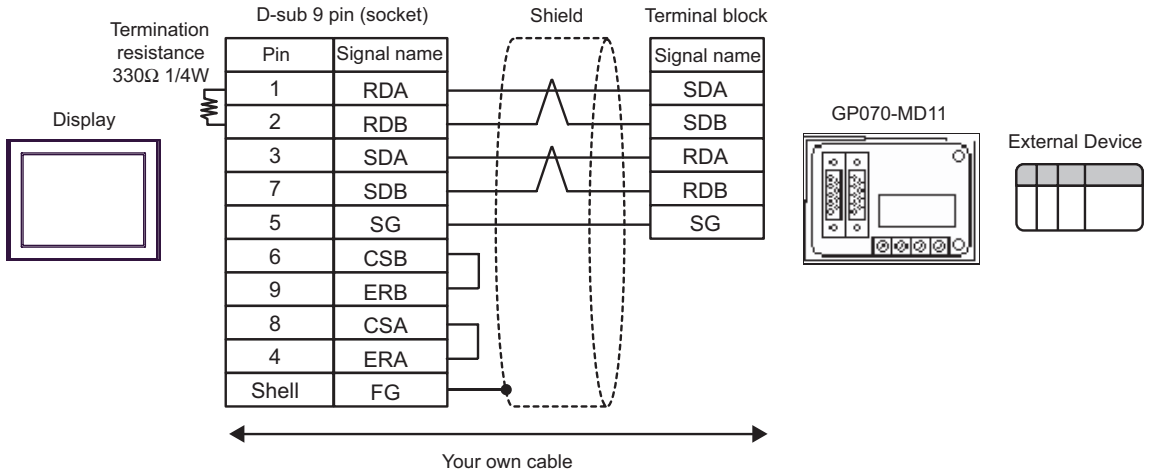 D-sub 9 pin (socket)
Shield
Terminal block
Termination
resistance
330Ω 1/4W
Pin Signal name
Signal name
1 RDA
SDA
2 RDB
SDB
3 SDA
RDA
7 SDB
RDB
5 SG
SG
6 CSB
9 ERB
8 CSA
4 ERA
Shell FG
Display
GP070-MD11
External Device
Your own cable